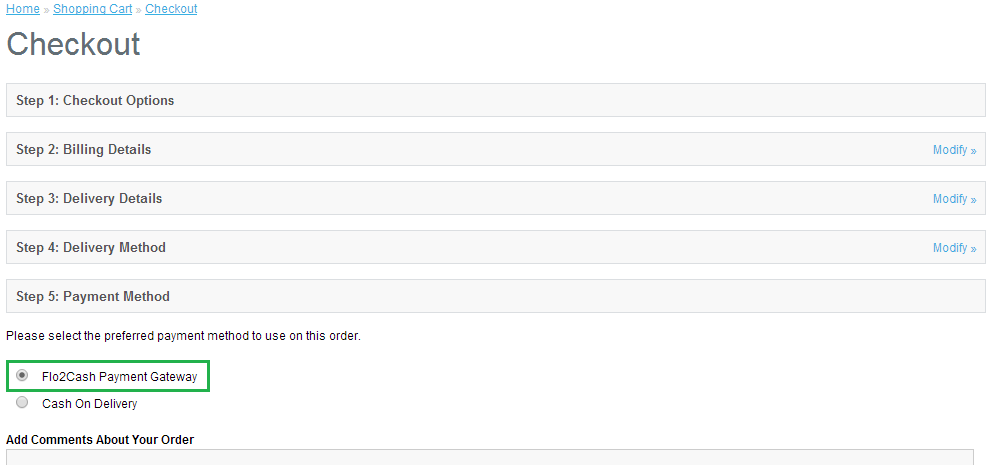 Home » Shopping Cart » Checkout
Checkout
Step 1: Checkout Options
Step 2: Billing Details Modify »
Step 3: Delivery Details Modify »
Step 4: Delivery Method Modify »
Step 5: Payment Method
Please select the preferred payment method to use on this order.
Flo2Cash Payment Gateway
Cash On Delivery
Add Comments About Your Order